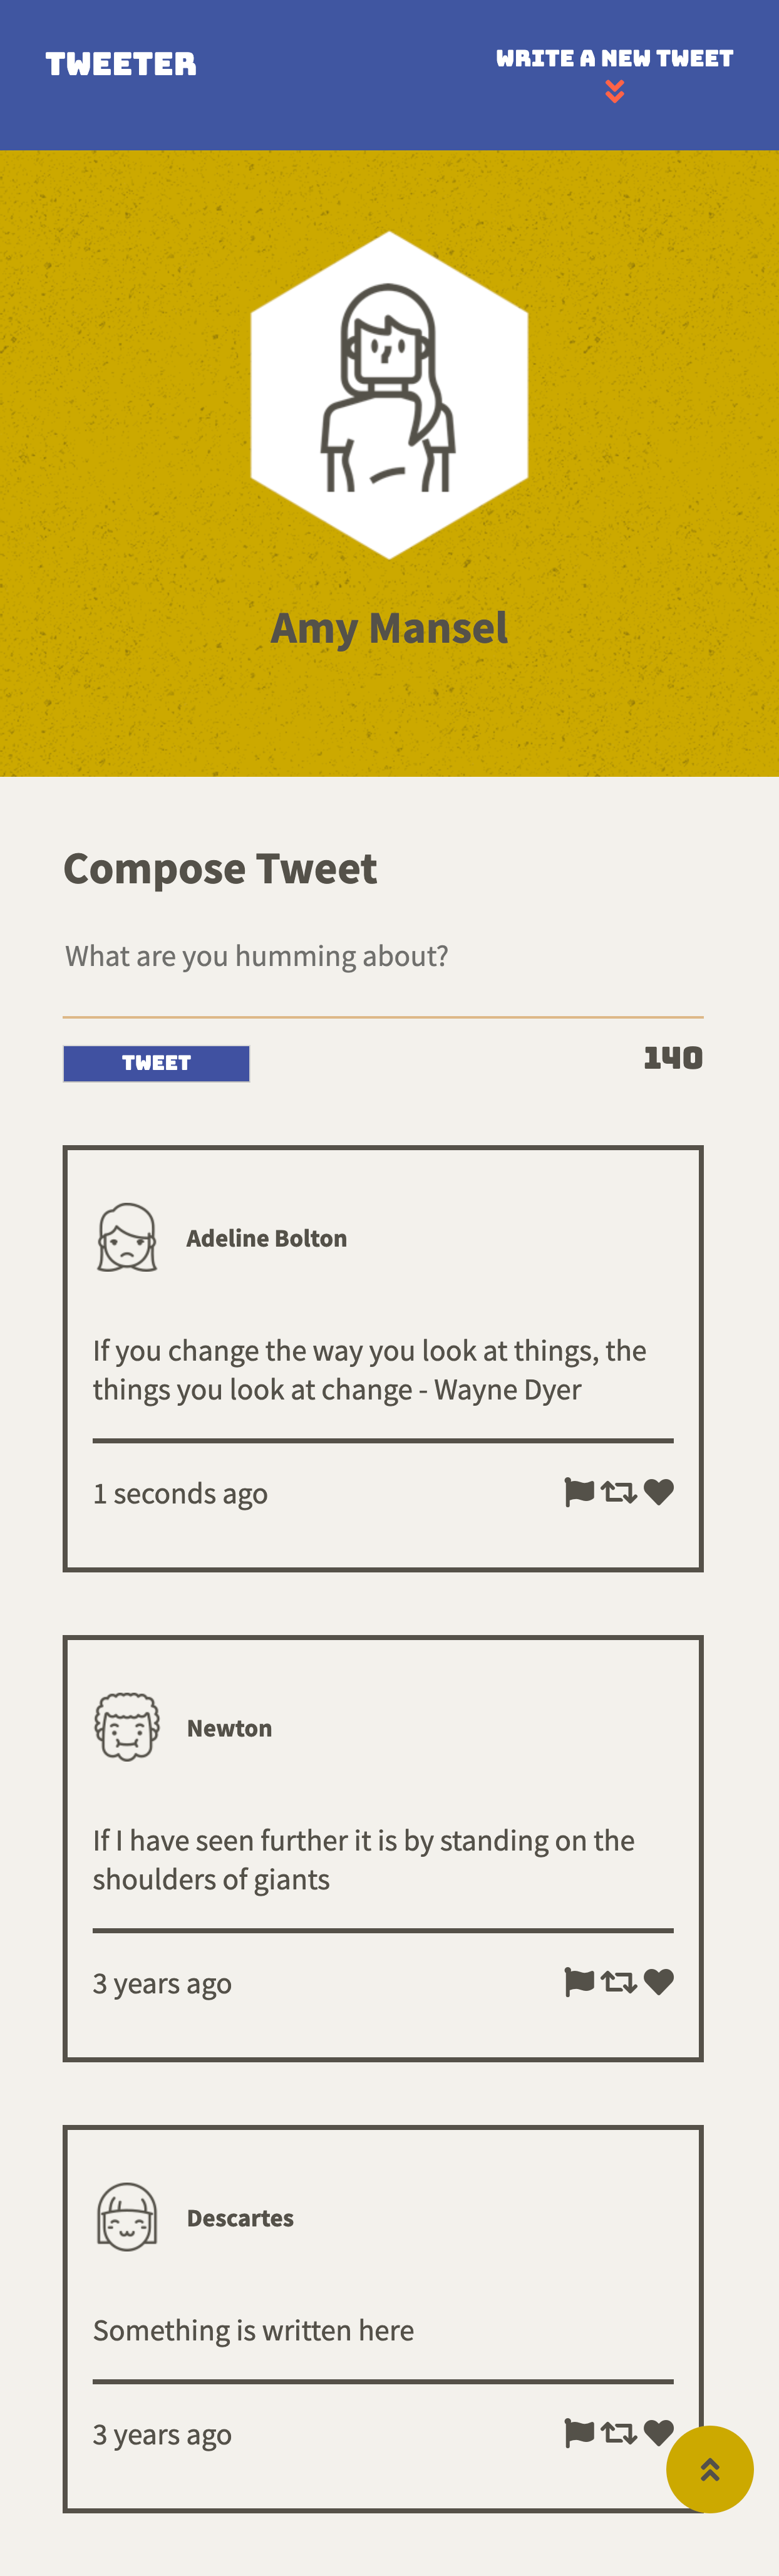 TWEETER
WRITE A NEW TWEET
Amy Mansel
Compose Tweet
What are you humming about?
TWEET
140
Adeline Bolton
If you change the way you look at things, the
things you look at change - Wayne Dyer
1 seconds ago
Newton
If I have seen further it is by standing on the
shoulders of giants
3 years ago
Descartes
Something is written here
3 years ago